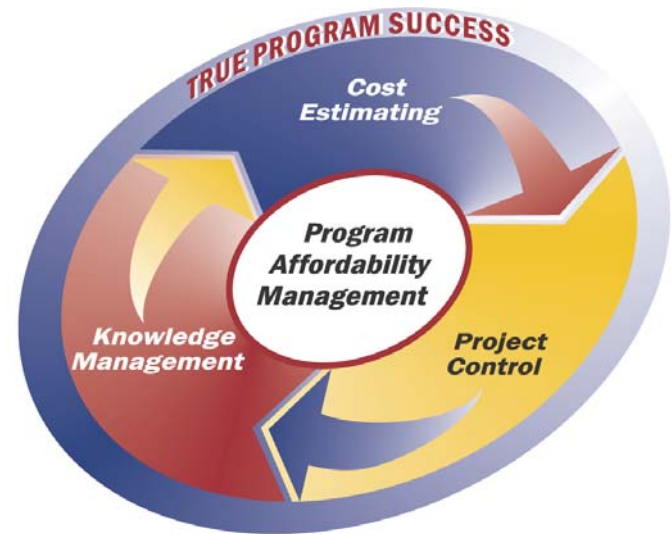 TRUE PROGRAM SUCCESS
Cost
Estimating
Program
Affordability
Management
Knowledge
Management
Project
Control